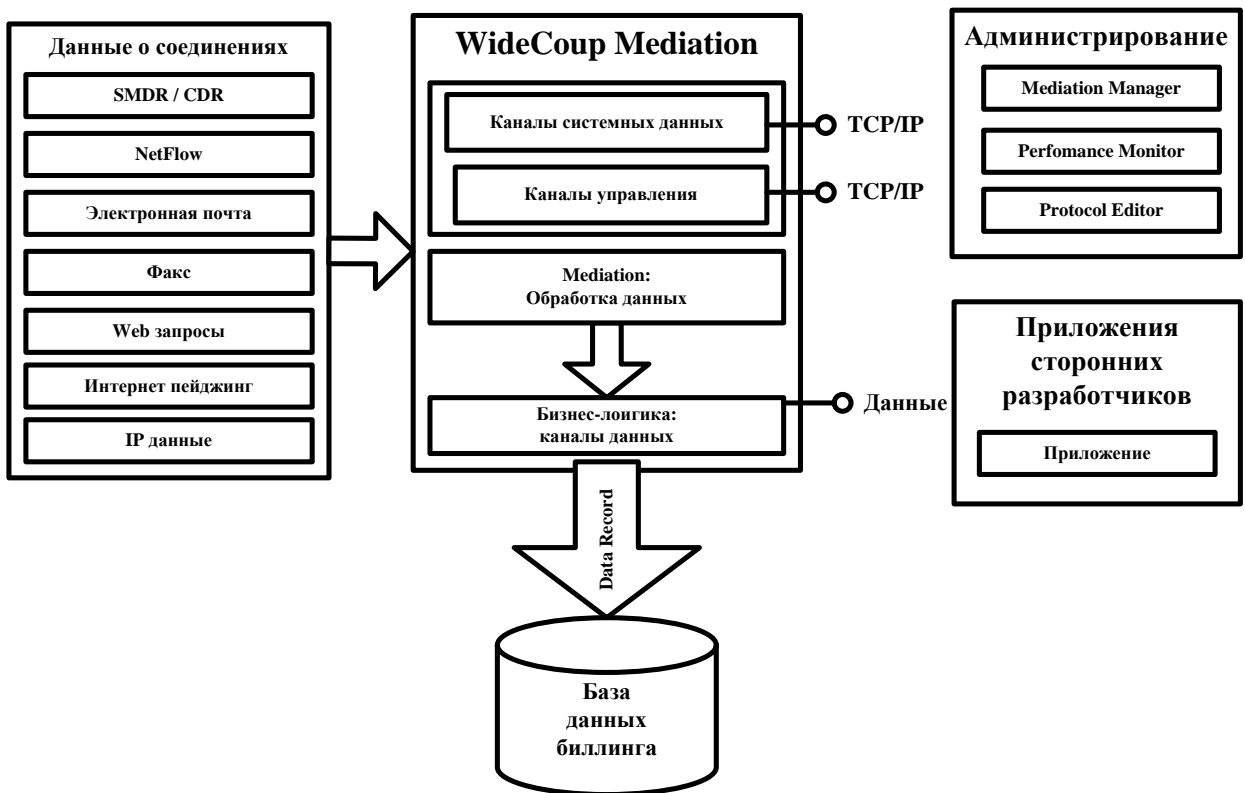 Данные о соединениях
SMDR / CDR
NetFlow
Электронная почта
Факс
Web запросы
Интернет пейджинг
IP данные
WideCoup Mediation
Каналы системных данных
Каналы управления
TCP/IP
TCP/IP
Mediation:
Обработка данных
Бизнес-лоигика:
каналы данных
Данные
Data Record
База
данных
биллинга
Администрирование
Mediation Manager
Perfomance Monitor
Protocol Editor
Приложения
сторонних
разработчиков
Приложение